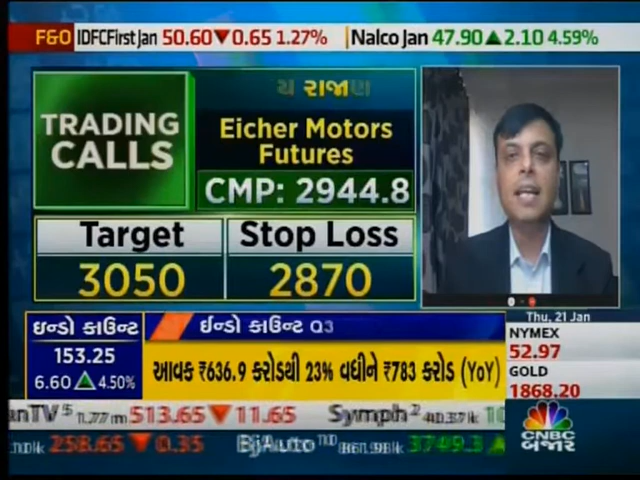 F&O IDFCFirst Jan 50.60▼0.65 1.27% Nalco Jan 47.90▲2.10 4.59%
TRADING
CALLS
રાજા
Eicher Motors
Futures
CMP: 2944.8
Target
Stop Loss
3050
2870
Thu, 21 Jan
ઇન્ડો કાઉન્ટ
153.25
6.60▲4.50%
ઈન્ડો કાઉન્ટ Q3
આવક ₹636.9 કરોડથી 23% વધીને ₹783 કરોડ (YoY)
NYMEX
52.97
GOLD
1868.20
anTV 513.65▼11.65 Symph
258.65▼0.35 BjAuto 3749.3▲
CNBC
બજાર